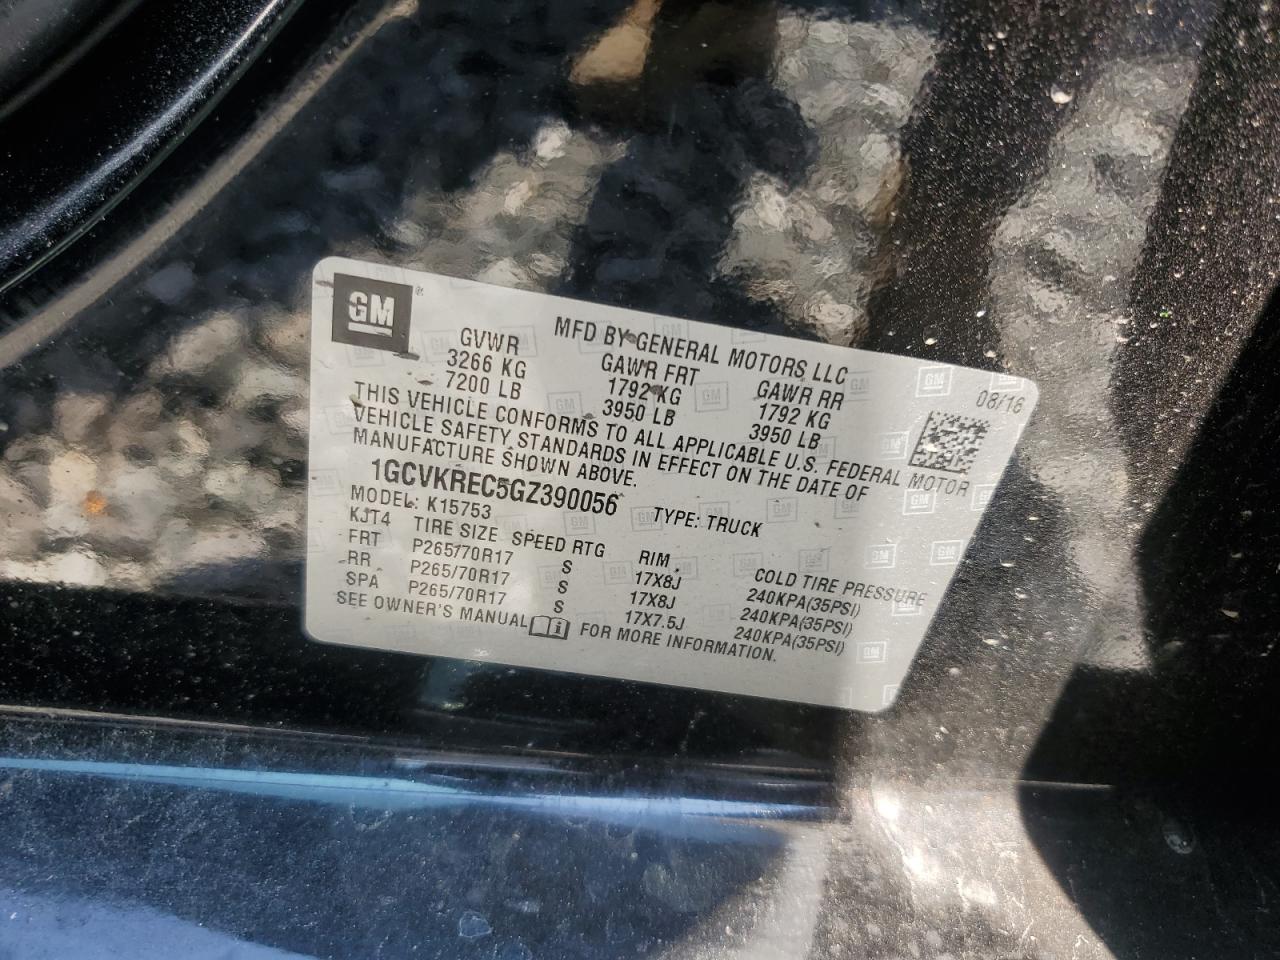 GM
MFD BY GENERAL MOTORS LLC
GVWR GAWR FRT GAWR RR
3266 KG 1792 KG 1792 KG
7200 LB 3950 LB 3950 LB
08/16
THIS VEHICLE CONFORMS TO ALL APPLICABLE U.S. FEDERAL MOTOR
VEHICLE SAFETY STANDARDS IN EFFECT ON THE DATE OF
MANUFACTURE SHOWN ABOVE.
1GCVKREC5GZ390056 TYPE: TRUCK
MODEL: K15753
KJT4 TIRE SIZE SPEED RTG RIM COLD TIRE PRESSURE
FRT P265/70R17 S 17X8J 240KPA(35PSI)
RR P265/70R17 S 17X8J 240KPA(35PSI)
SPA P265/70R17 S 17X7.5J 240KPA(35PSI)
SEE OWNER'S MANUAL FOR MORE INFORMATION.